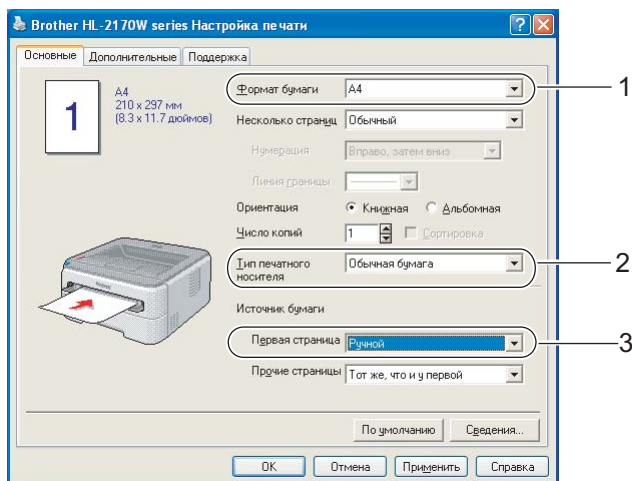 Brother HL-2170W series Настройка печати
Основные Дополнительные Поддержка
1
A4
210 x 297 мм
(8.3 x 11.7 дюймов)
Формат бумаги A4 1
Несколько страниц Обычный
Нумерация Вправо, затем вниз
Линия границы
Ориентация Книжная Альбомная
Число копий 1 Сортировка
Тип печатного носителя Обычная бумага 2
Источник бумаги
Первая страница Ручной 3
Прочие страницы Тот же, что и у первой
По умолчанию Сведения...
OK Отмена Применить Справка